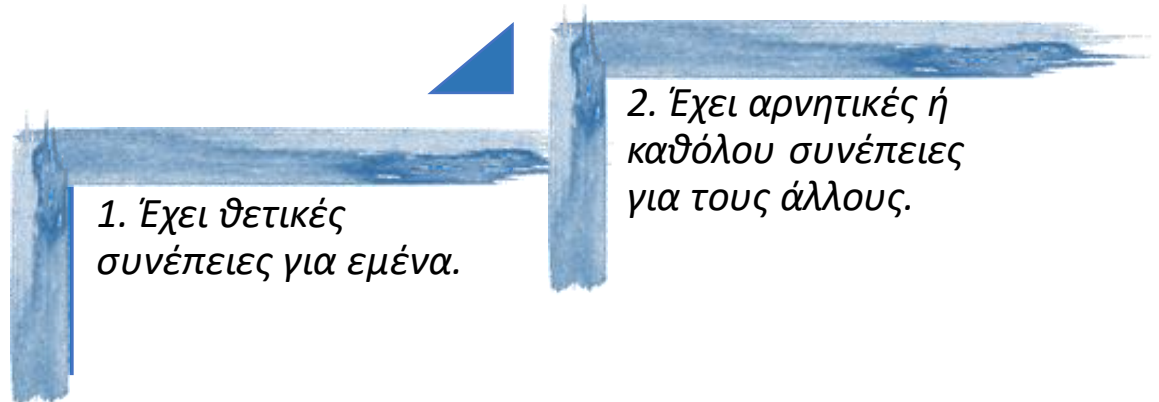 1. Έχει θετικές
συνέπειες για εμένα.
2. Έχει αρνητικές ή
καθόλου συνέπειες
για τους άλλους.